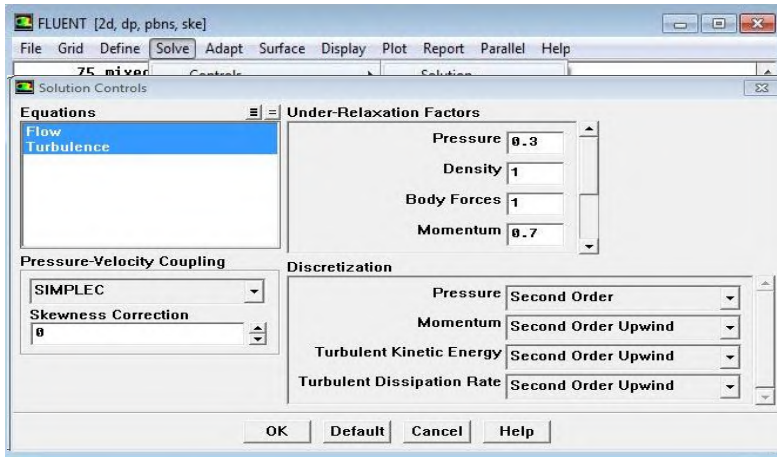 FLUENT [2d, dp, pbns, ske]
File Grid Define Solve Adapt Surface Display Plot Report Parallel Help
75 mixed
Solution Controls
Equations
Flow
Turbulence
Under-Relaxation Factors
Pressure 0.3
Density 1
Body Forces 1
Momentum 0.7
Pressure-Velocity Coupling
SIMPLEC
Skewness Correction
0
Discretization
Pressure Second Order
Momentum Second Order Upwind
Turbulent Kinetic Energy Second Order Upwind
Turbulent Dissipation Rate Second Order Upwind
OK Default Cancel Help